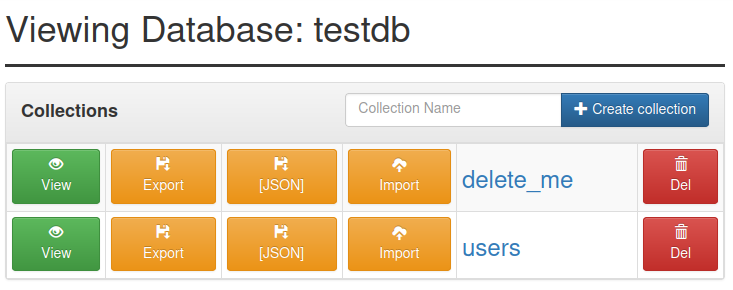 Viewing Database: testdb
Collections
Collection Name
Create collection
View
Export
[JSON]
Import
delete_me
Del
View
Export
[JSON]
Import
users
Del